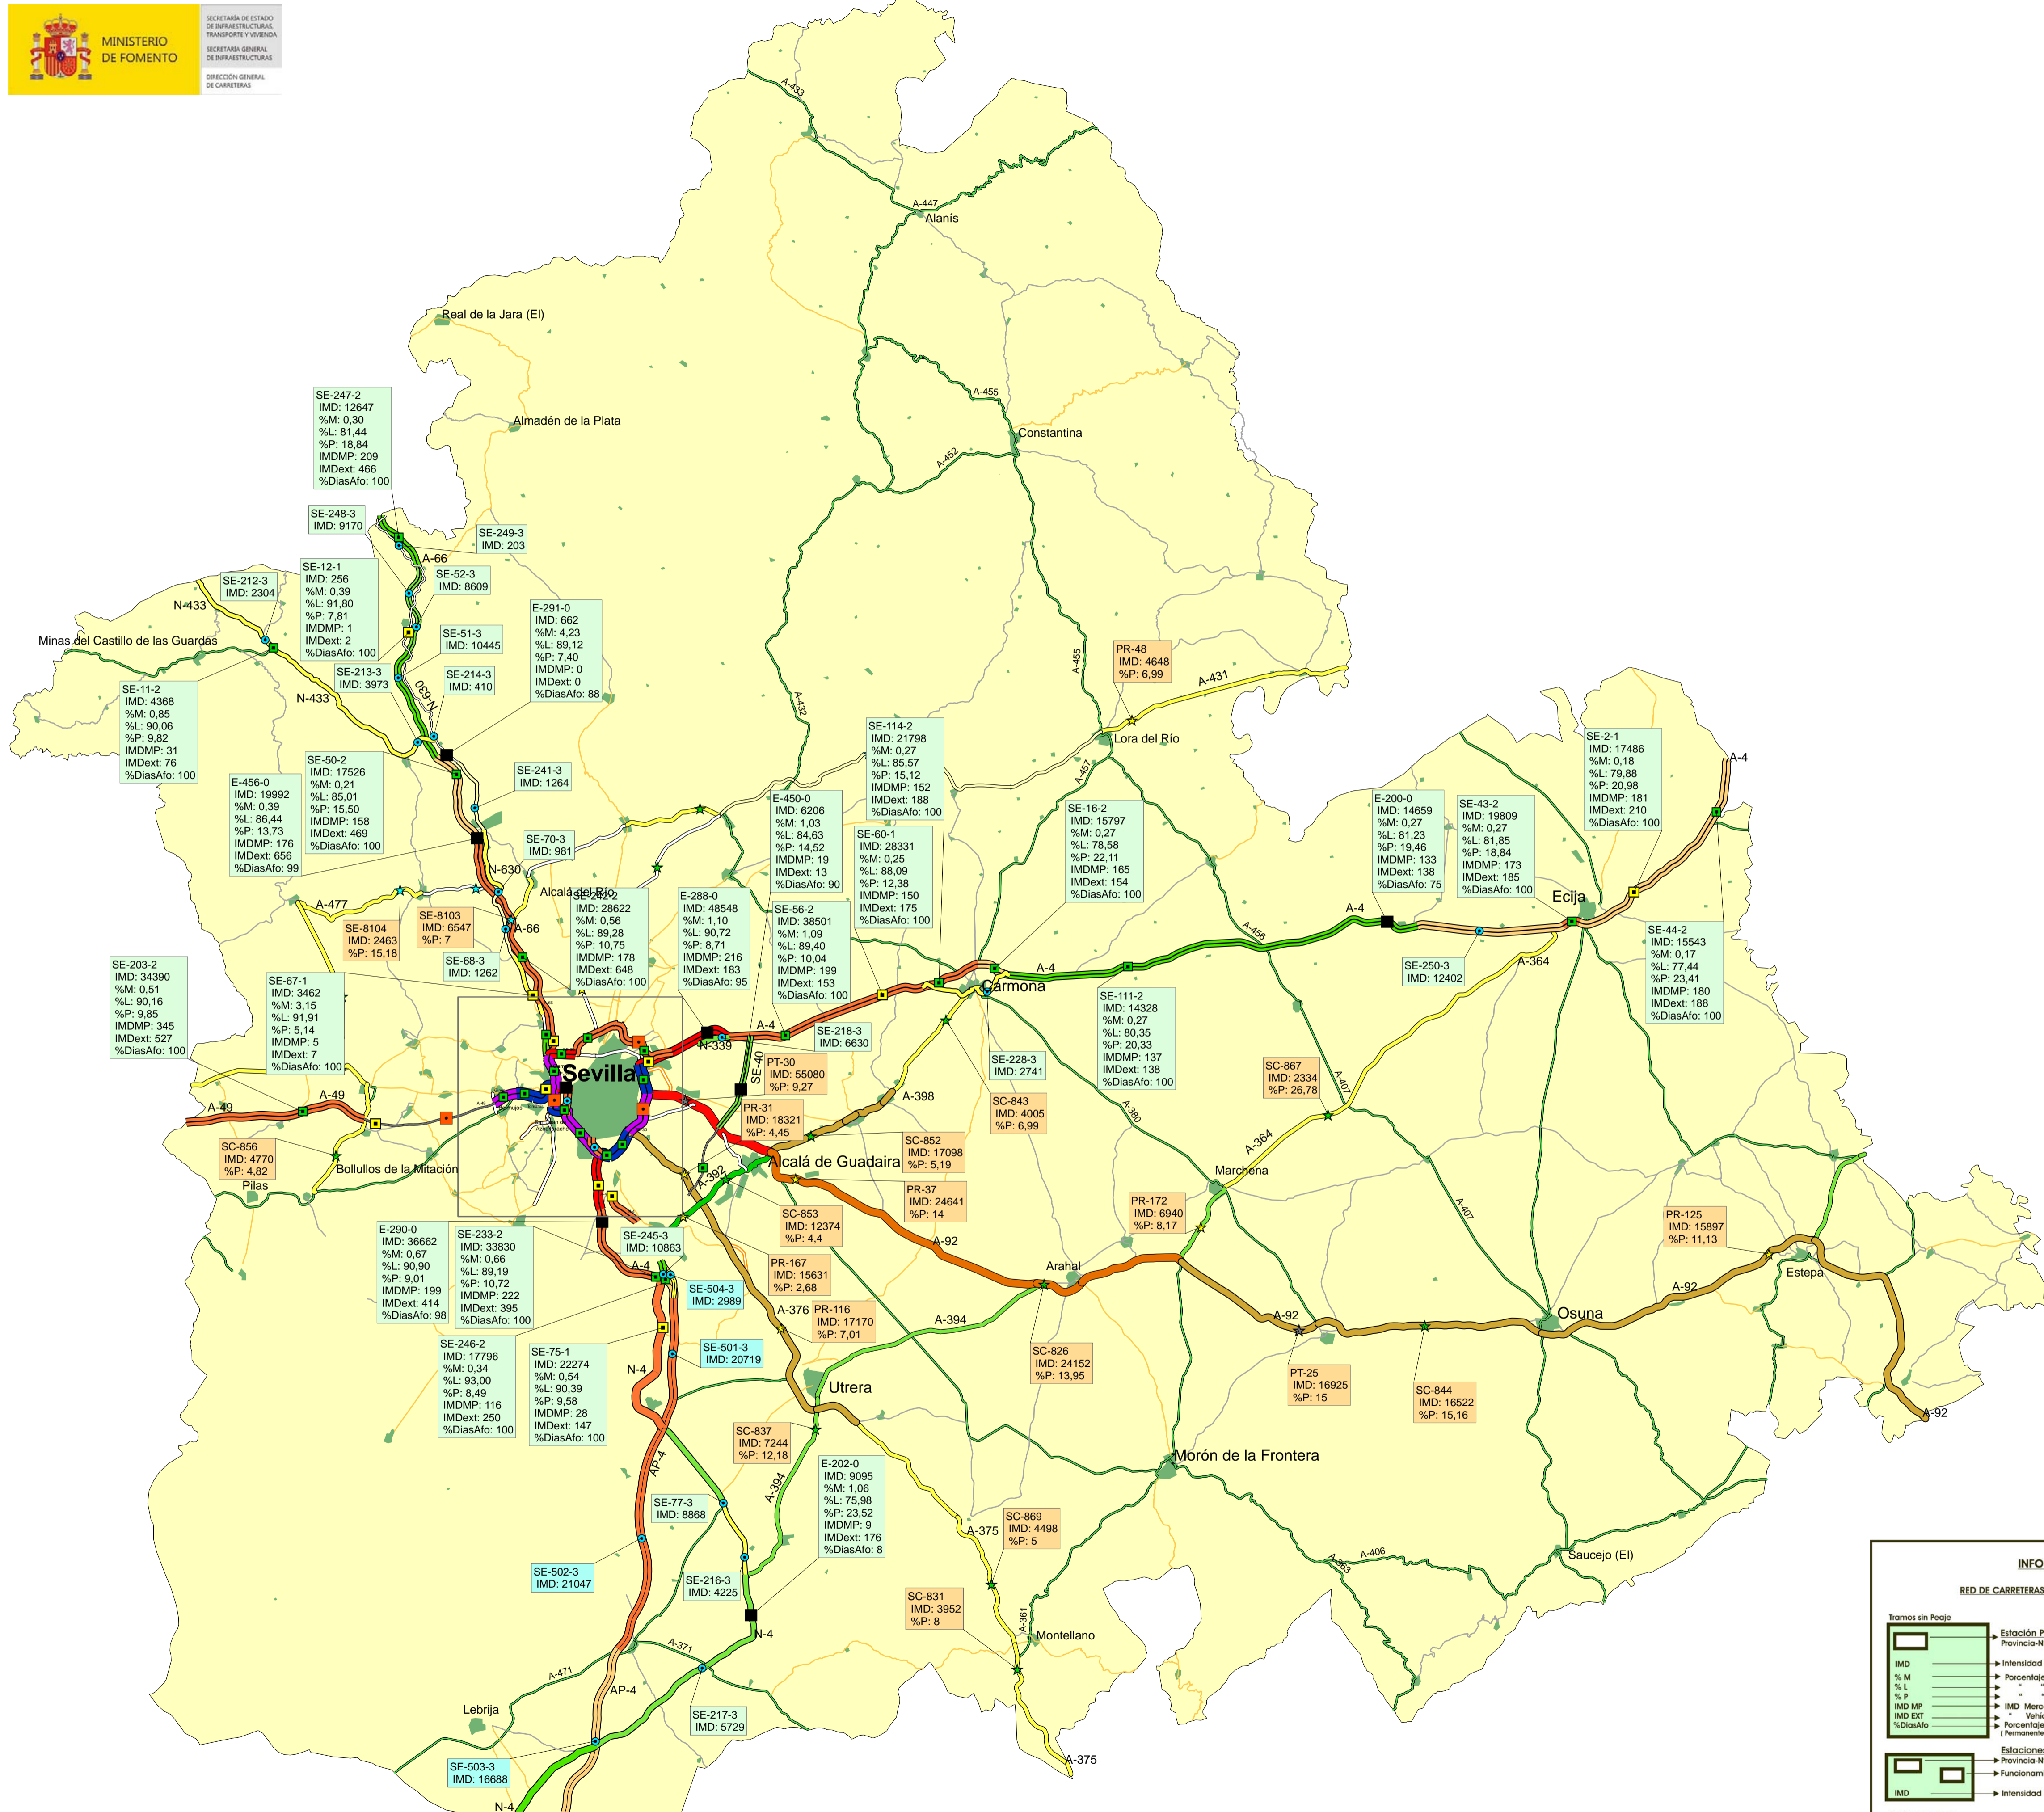 MINISTERIO
DE FOMENTO
SECRETARÍA DE ESTADO
DE INFRAESTRUCTURAS,
TRANSPORTE Y VIVIENDA
SECRETARÍA GENERAL
DE INFRAESTRUCTURAS
DIRECCIÓN GENERAL
DE CARRETERAS
A-433
A-447
Alanís
Real de la Jara (El)
Almadén de la Plata
A-455
Constantina
A-452
SE-247-2
IMD: 12647
%M: 0,30
%L: 81,44
%P: 18,84
IMDMP: 209
IMDext: 466
%DiasAfo: 100
SE-248-3
IMD: 9170
SE-249-3
IMD: 203
A-66
SE-12-1
IMD: 256
%M: 0,39
%L: 91,80
%P: 7,81
IMDMP: 1
IMDext: 2
%DiasAfo: 100
SE-52-3
IMD: 8609
SE-212-3
IMD: 2304
N-433
Minas del Castillo de las Guardas
E-291-0
IMD: 662
%M: 4,23
%L: 89,12
%P: 7,40
IMDMP: 0
IMDext: 0
%DiasAfo: 88
SE-51-3
IMD: 10445
SE-213-3
IMD: 3973
SE-214-3
IMD: 410
N-630
N-433
SE-11-2
IMD: 4368
%M: 0,85
%L: 90,06
%P: 9,82
IMDMP: 31
IMDext: 76
%DiasAfo: 100
A-432
A-455
PR-48
IMD: 4648
%P: 6,99
A-431
Lora del Río
A-457
SE-50-2
IMD: 17526
%M: 0,21
%L: 85,01
%P: 15,50
IMDMP: 158
IMDext: 469
%DiasAfo: 100
E-456-0
IMD: 19992
%M: 0,39
%L: 86,44
%P: 13,73
IMDMP: 176
IMDext: 656
%DiasAfo: 99
SE-241-3
IMD: 1264
SE-114-2
IMD: 21798
%M: 0,27
%L: 85,57
%P: 15,12
IMDMP: 152
IMDext: 188
%DiasAfo: 100
E-450-0
IMD: 6206
%M: 1,03
%L: 84,63
%P: 14,52
IMDMP: 19
IMDext: 13
%DiasAfo: 90
SE-60-1
IMD: 28331
%M: 0,25
%L: 88,09
%P: 12,38
IMDMP: 150
IMDext: 175
%DiasAfo: 100
SE-16-2
IMD: 15797
%M: 0,27
%L: 78,58
%P: 22,11
IMDMP: 165
IMDext: 154
%DiasAfo: 100
E-200-0
IMD: 14659
%M: 0,27
%L: 81,23
%P: 19,46
IMDMP: 133
IMDext: 138
%DiasAfo: 75
SE-43-2
IMD: 19809
%M: 0,27
%L: 81,85
%P: 18,84
IMDMP: 173
IMDext: 185
%DiasAfo: 100
SE-2-1
IMD: 17486
%M: 0,18
%L: 79,88
%P: 20,98
IMDMP: 181
IMDext: 210
%DiasAfo: 100
A-4
Ecija
SE-70-3
IMD: 981
N-630
Alcalá del Río
A-477
SE-8104
IMD: 2463
%P: 15,18
SE-8103
IMD: 6547
%P: 7
A-66
SE-68-3
IMD: 1262
SE-242-2
IMD: 28622
%M: 0,56
%L: 89,28
%P: 10,75
IMDMP: 178
IMDext: 648
%DiasAfo: 100
E-288-0
IMD: 48548
%M: 1,10
%L: 90,72
%P: 8,71
IMDMP: 216
IMDext: 183
%DiasAfo: 95
SE-56-2
IMD: 38501
%M: 1,09
%L: 89,40
%P: 10,04
IMDMP: 199
IMDext: 153
%DiasAfo: 100
A-4
A-456
A-4
Carmona
SE-250-3
IMD: 12402
A-364
SE-44-2
IMD: 15543
%M: 0,17
%L: 77,44
%P: 23,41
IMDMP: 180
IMDext: 188
%DiasAfo: 100
SE-203-2
IMD: 34390
%M: 0,51
%L: 90,16
%P: 9,85
IMDMP: 345
IMDext: 527
%DiasAfo: 100
SE-67-1
IMD: 3462
%M: 3,15
%L: 91,91
%P: 5,14
IMDMP: 5
IMDext: 7
%DiasAfo: 100
SE-111-2
IMD: 14328
%M: 0,27
%L: 80,35
%P: 20,33
IMDMP: 137
IMDext: 138
%DiasAfo: 100
A-4
N-339
SE-218-3
IMD: 6630
SE-40
SE-228-3
IMD: 2741
Sevilla
PT-30
IMD: 55080
%P: 9,27
A-398
SC-843
IMD: 4005
%P: 6,99
SC-867
IMD: 2334
%P: 26,78
A-407
A-380
A-49
A-49
PR-31
IMD: 18321
%P: 4,45
SC-856
IMD: 4770
%P: 4,82
Bollullos de la Mitación
Pilas
SC-852
IMD: 17098
%P: 5,19
Alcalá de Guadaira
A-364
Marchena
A-392
PR-37
IMD: 24641
%P: 14
PR-172
IMD: 6940
%P: 8,17
SC-853
IMD: 12374
%P: 4,4
A-407
PR-125
IMD: 15897
%P: 11,13
E-290-0
IMD: 36662
%M: 0,67
%L: 90,90
%P: 9,01
IMDMP: 199
IMDext: 414
%DiasAfo: 98
SE-233-2
IMD: 33830
%M: 0,66
%L: 89,19
%P: 10,72
IMDMP: 222
IMDext: 395
%DiasAfo: 100
SE-245-3
IMD: 10863
A-4
A-92
Arahal
PR-167
IMD: 15631
%P: 2,68
Estepa
SE-504-3
IMD: 2989
A-92
A-376
PR-116
IMD: 17170
%P: 7,01
A-394
A-92
Osuna
SE-246-2
IMD: 17796
%M: 0,34
%L: 93,00
%P: 8,49
IMDMP: 116
IMDext: 250
%DiasAfo: 100
SE-75-1
IMD: 22274
%M: 0,54
%L: 90,39
%P: 9,58
IMDMP: 28
IMDext: 147
%DiasAfo: 100
SE-501-3
IMD: 20719
N-4
SC-826
IMD: 24152
%P: 13,95
PT-25
IMD: 16925
%P: 15
SC-844
IMD: 16522
%P: 15,16
Utrera
A-92
SC-837
IMD: 7244
%P: 12,18
AP-4
Morón de la Frontera
E-202-0
IMD: 9095
%M: 1,06
%L: 75,98
%P: 23,52
IMDMP: 9
IMDext: 176
%DiasAfo: 8
A-394
SE-77-3
IMD: 8868
SC-869
IMD: 4498
%P: 5
A-375
SE-502-3
IMD: 21047
SE-216-3
IMD: 4225
A-406
A-363
Saucejo (El)
SC-831
IMD: 3952
%P: 8
A-361
Montellano
N-4
A-371
A-471
AP-4
Lebrija
SE-217-3
IMD: 5729
SE-503-3
IMD: 16688
A-375
N-4
INFO
RED DE CARRETERAS
Tramos sin Peaje
Estación P
Provincia-N
IMD
Intensidad
% M
Porcentaje
% L
% P
IMD MP
IMD Merc
IMD EXT
" Vehí
%DiasAfo
Porcentaje
( Permanente
Estaciones
Provincia-N
Funcionami
IMD
Intensidad